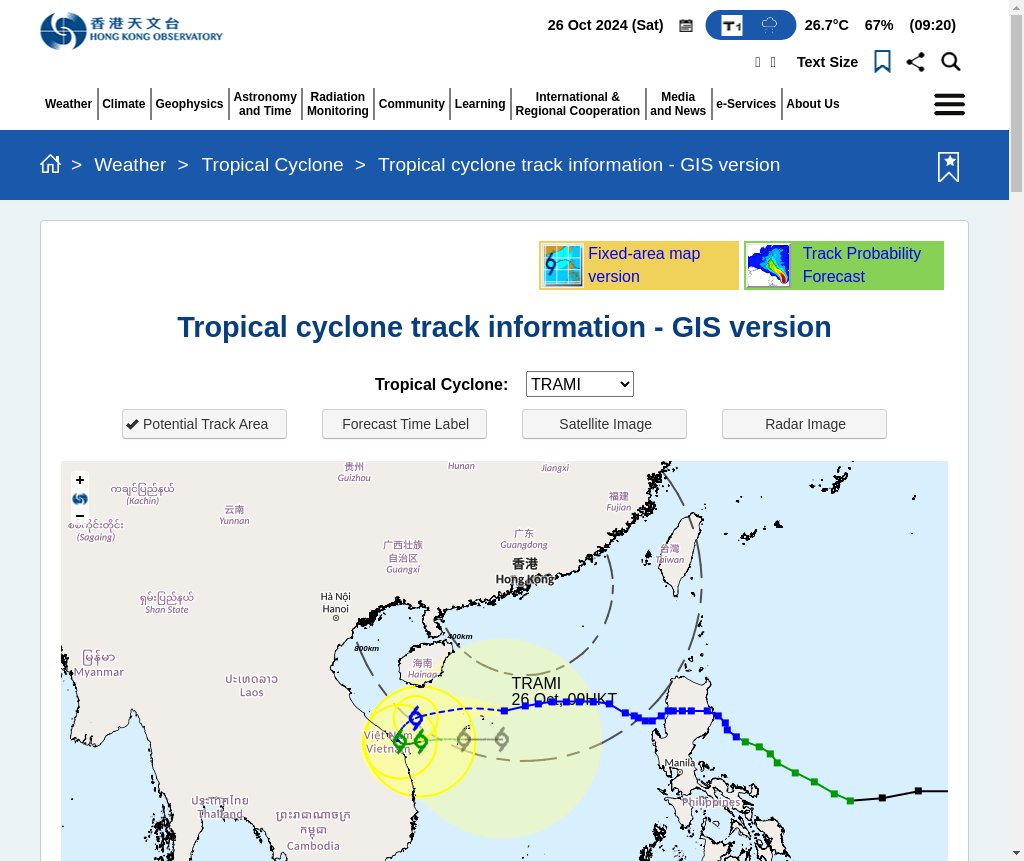 香港天文台
HONG KONG OBSERVATORY
26 Oct 2024 (Sat)
T1
26.7°C 67% (09:20)
Text Size
Weather
Climate
Geophysics
Astronomy
and Time
Radiation
Monitoring
Community
Learning
International &
Regional Cooperation
Media
and News
e-Services
About Us
> Weather > Tropical Cyclone > Tropical cyclone track information - GIS version
Fixed-area map
version
Track Probability
Forecast
Tropical cyclone track information - GIS version
Tropical Cyclone: TRAMI
Potential Track Area
Forecast Time Label
Satellite Image
Radar Image
+
−
贵州
Guizhou
Hunan
Jiangxi
ကချင်ပြည်နယ်
(Kachin)
云南
Yunnan
福建
Fujian
စစ်ကိုင်းတိုင်း
(Sagaing)
广西壮族
自治区
Guangxi
广东
Guangdong
台灣
Taiwan
香港
Hong Kong
ရှမ်းပြည်နယ်
Shan State
Hà Nội
Hanoi
400km
800km
မြန်မာ
Myanmar
海南
Hainan
ປະເທດລາວ
Laos
TRAMI
26 Oct, 09HKT
Việt Nam
Vietnam
Manila
ประเทศไทย
Thailand
Philippines
ព្រះរាជាណាចក្រ
កម្ពុជា
Cambodia